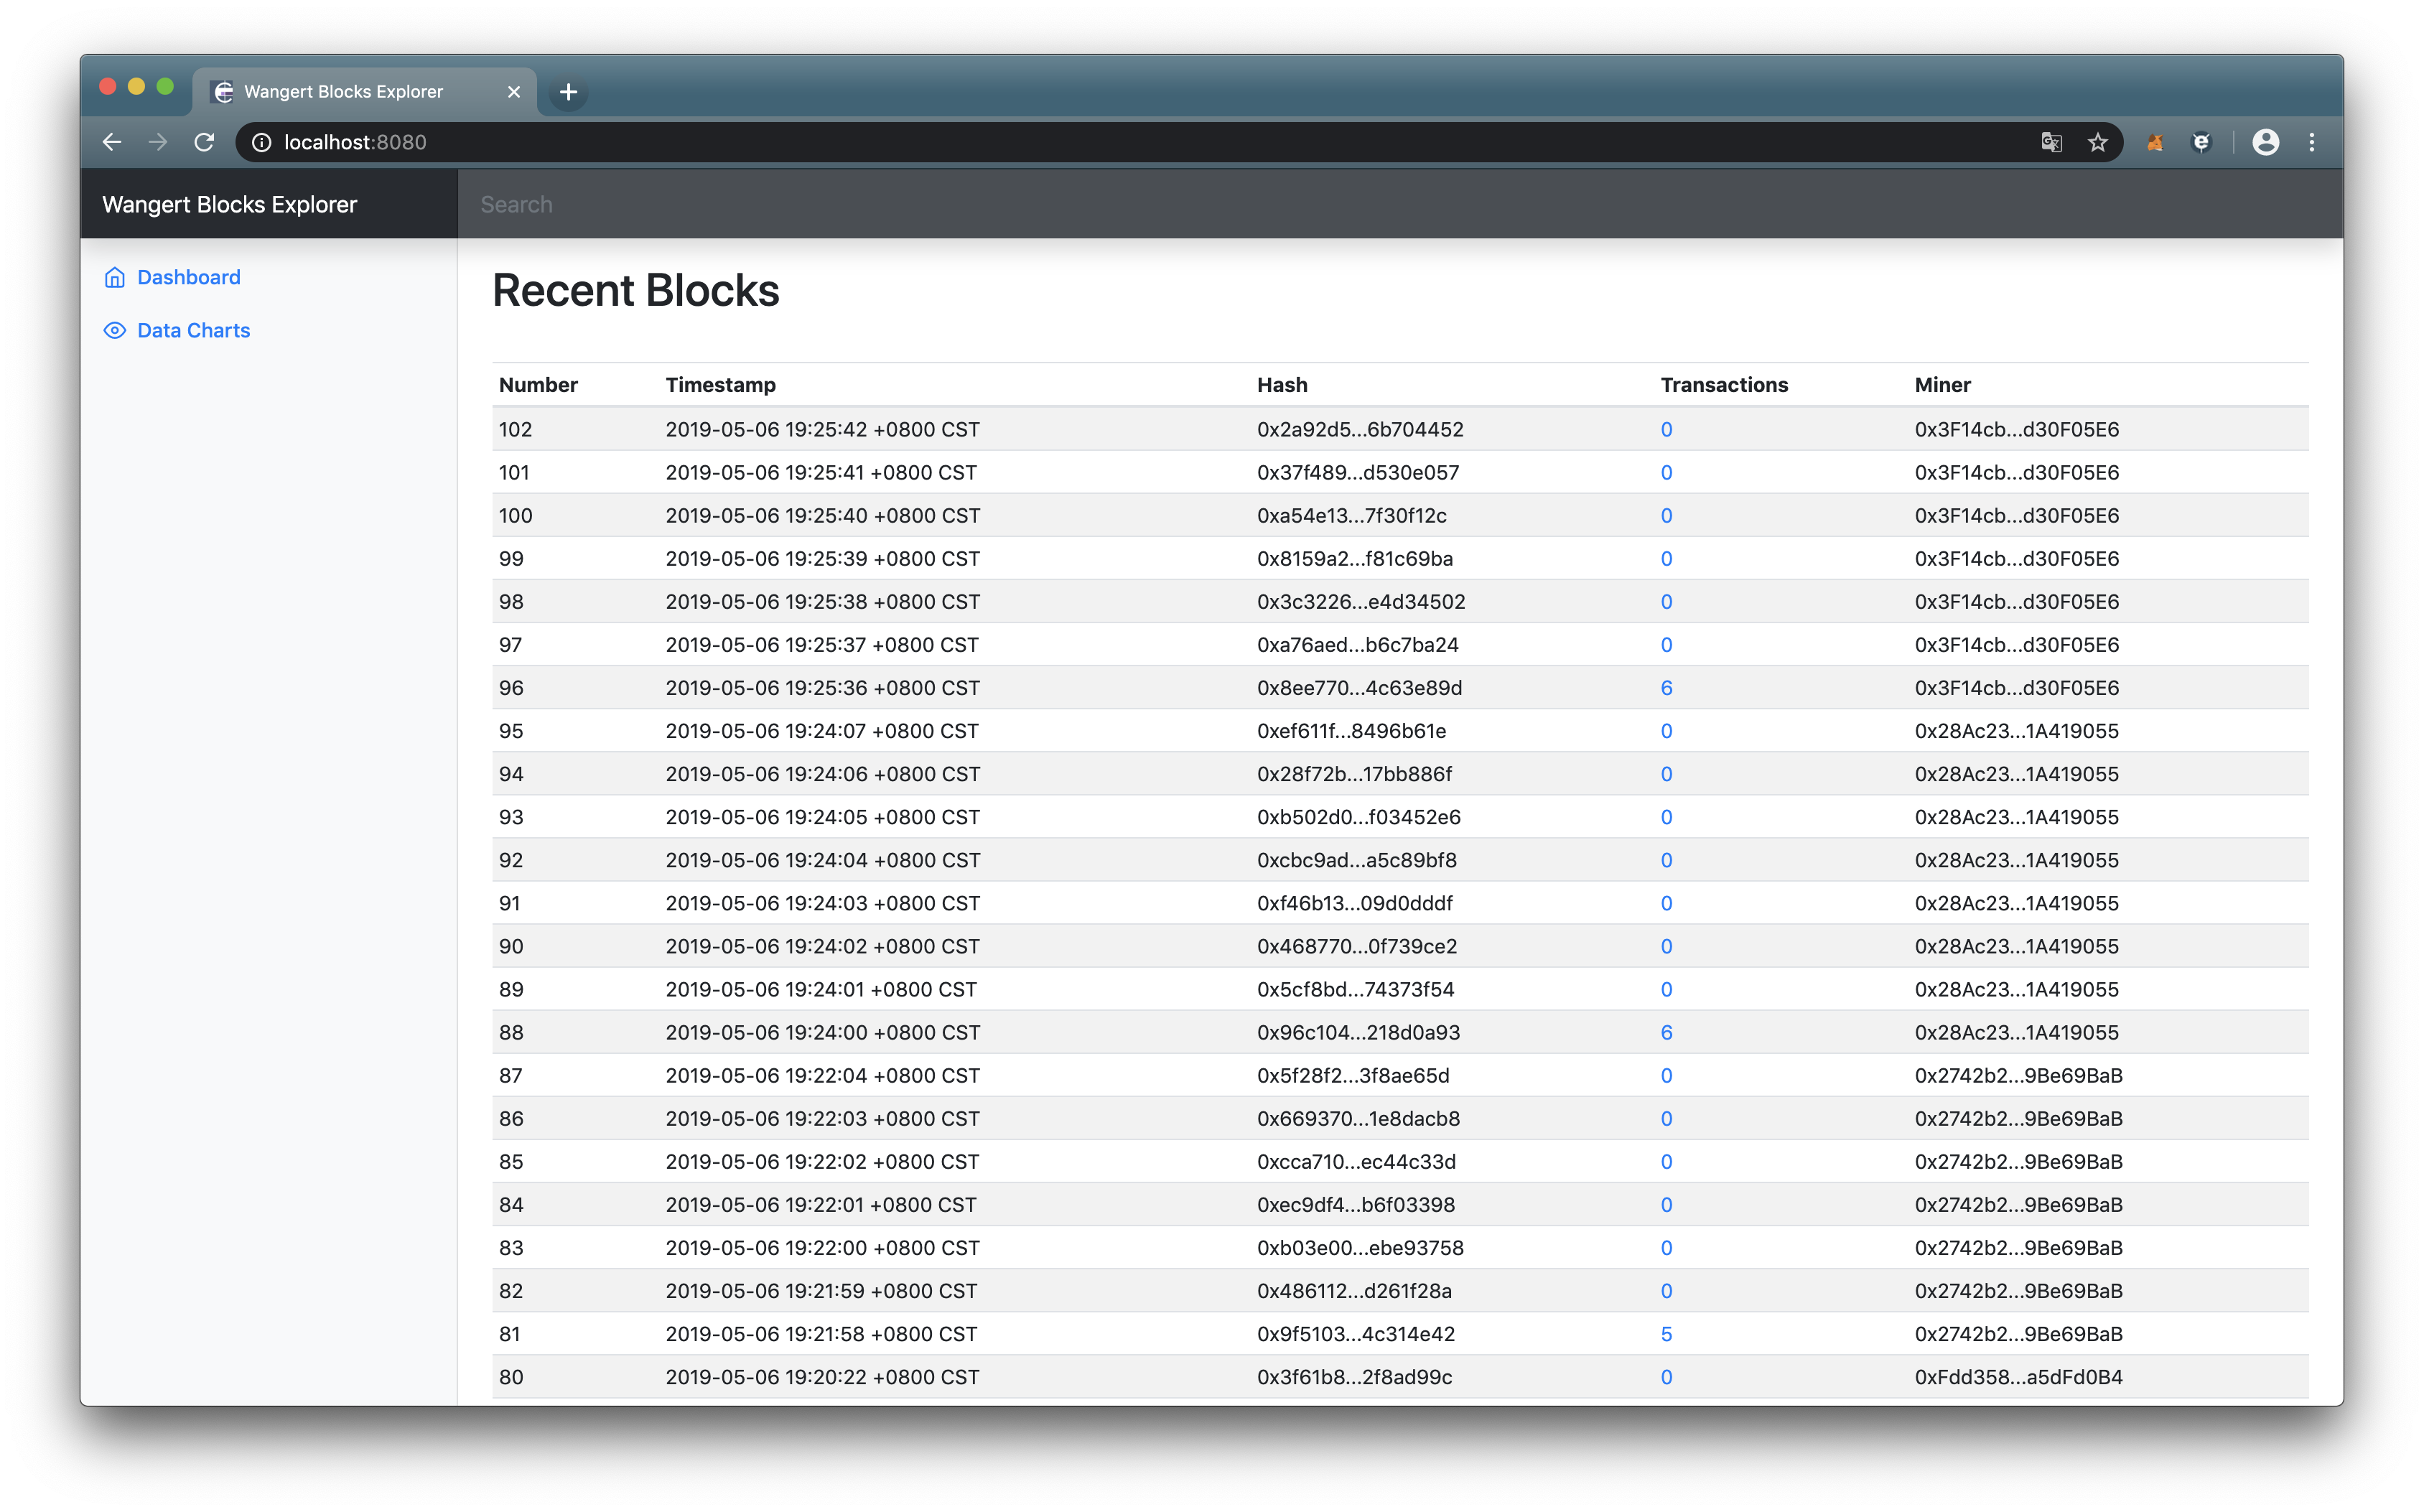 Wangert Blocks Explorer
localhost:8080
Wangert Blocks Explorer
Search
Dashboard
Data Charts
Recent Blocks
Number Timestamp Hash Transactions Miner
102 2019-05-06 19:25:42 +0800 CST 0x2a92d5...6b704452 0 0x3F14cb...d30F05E6
101 2019-05-06 19:25:41 +0800 CST 0x37f489...d530e057 0 0x3F14cb...d30F05E6
100 2019-05-06 19:25:40 +0800 CST 0xa54e13...7f30f12c 0 0x3F14cb...d30F05E6
99 2019-05-06 19:25:39 +0800 CST 0x8159a2...f81c69ba 0 0x3F14cb...d30F05E6
98 2019-05-06 19:25:38 +0800 CST 0x3c3226...e4d34502 0 0x3F14cb...d30F05E6
97 2019-05-06 19:25:37 +0800 CST 0xa76aed...b6c7ba24 0 0x3F14cb...d30F05E6
96 2019-05-06 19:25:36 +0800 CST 0x8ee770...4c63e89d 6 0x3F14cb...d30F05E6
95 2019-05-06 19:24:07 +0800 CST 0xef611f...8496b61e 0 0x28Ac23...1A419055
94 2019-05-06 19:24:06 +0800 CST 0x28f72b...17bb886f 0 0x28Ac23...1A419055
93 2019-05-06 19:24:05 +0800 CST 0xb502d0...f03452e6 0 0x28Ac23...1A419055
92 2019-05-06 19:24:04 +0800 CST 0xcbc9ad...a5c89bf8 0 0x28Ac23...1A419055
91 2019-05-06 19:24:03 +0800 CST 0xf46b13...09d0dddf 0 0x28Ac23...1A419055
90 2019-05-06 19:24:02 +0800 CST 0x468770...0f739ce2 0 0x28Ac23...1A419055
89 2019-05-06 19:24:01 +0800 CST 0x5cf8bd...74373f54 0 0x28Ac23...1A419055
88 2019-05-06 19:24:00 +0800 CST 0x96c104...218d0a93 6 0x28Ac23...1A419055
87 2019-05-06 19:22:04 +0800 CST 0x5f28f2...3f8ae65d 0 0x2742b2...9Be69BaB
86 2019-05-06 19:22:03 +0800 CST 0x669370...1e8dacb8 0 0x2742b2...9Be69BaB
85 2019-05-06 19:22:02 +0800 CST 0xcca710...ec44c33d 0 0x2742b2...9Be69BaB
84 2019-05-06 19:22:01 +0800 CST 0xec9df4...b6f03398 0 0x2742b2...9Be69BaB
83 2019-05-06 19:22:00 +0800 CST 0xb03e00...ebe93758 0 0x2742b2...9Be69BaB
82 2019-05-06 19:21:59 +0800 CST 0x486112...d261f28a 0 0x2742b2...9Be69BaB
81 2019-05-06 19:21:58 +0800 CST 0x9f5103...4c314e42 5 0x2742b2...9Be69BaB
80 2019-05-06 19:20:22 +0800 CST 0x3f61b8...2f8ad99c 0 0xFdd358...a5dFd0B4